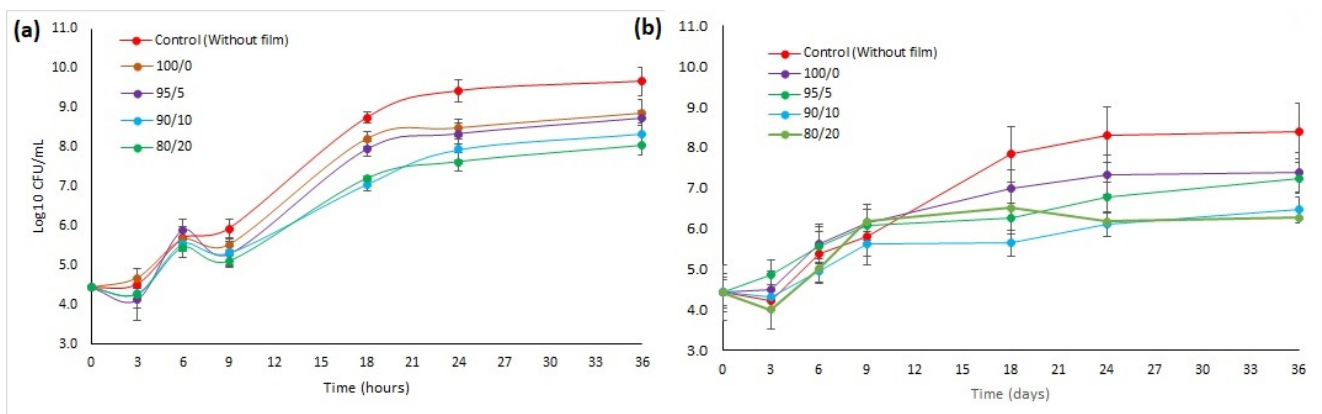 (a)
11.0
10.0
9.0
8.0
7.0
6.0
5.0
4.0
3.0
Log10 CFU/mL
Control (Without film)
100/0
95/5
90/10
80/20
0 3 6 9 12 15 18 21 24 27 30 33 36
Time (hours)
(b)
11.0
10.0
9.0
8.0
7.0
6.0
5.0
4.0
3.0
Control (Without film)
100/0
95/5
90/10
80/20
0 3 6 9 12 15 18 21 24 27 30 33 36
Time (days)